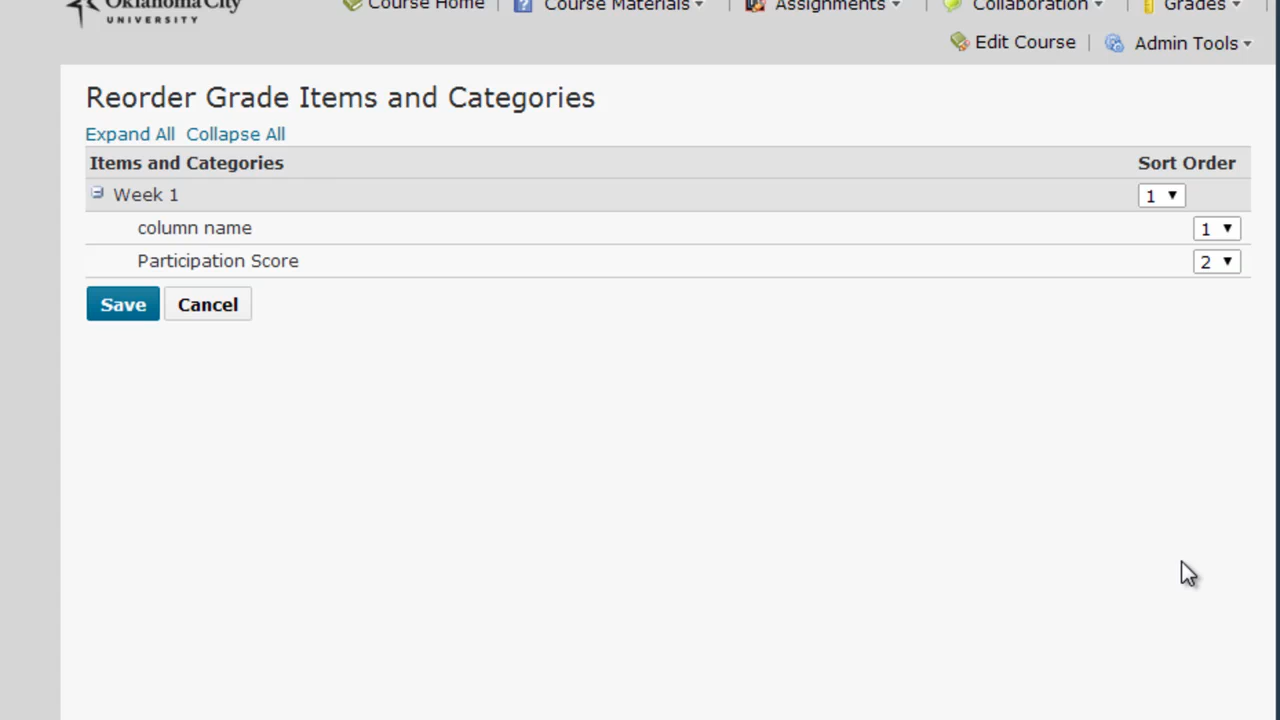 Oklahoma City
UNIVERSITY
Course Home | Course Materials | Assignments | Collaboration | Grades |
Edit Course | Admin Tools
Reorder Grade Items and Categories
Expand All Collapse All
Items and Categories Sort Order
Week 1 1
column name 1
Participation Score 2
Save Cancel